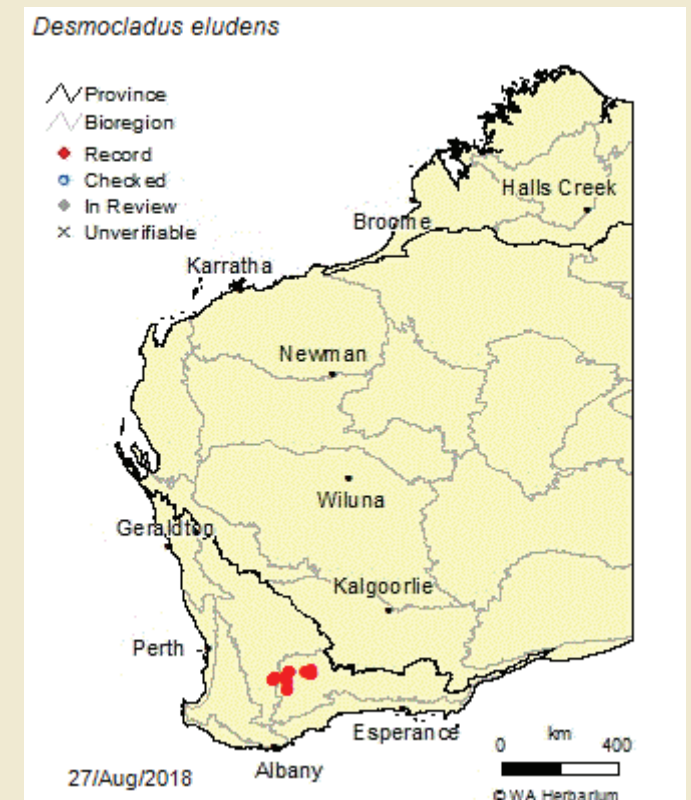 Desmocladus eludens
Province
Bioregion
Record
Checked
In Review
Unverifiable
Halls Creek
Broome
Karratha
Newman
Wiluna
Geraldton
Kalgoorlie
Perth
Esperance
Albany
0 km 400
27/Aug/2018
© WA Herbarium